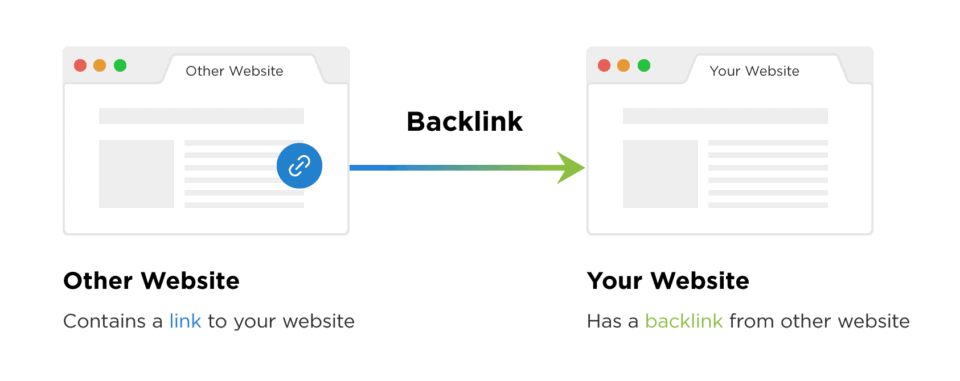 Other Website
Your Website
Backlink
Other Website
Your Website
Contains a link to your website
Has a backlink from other website